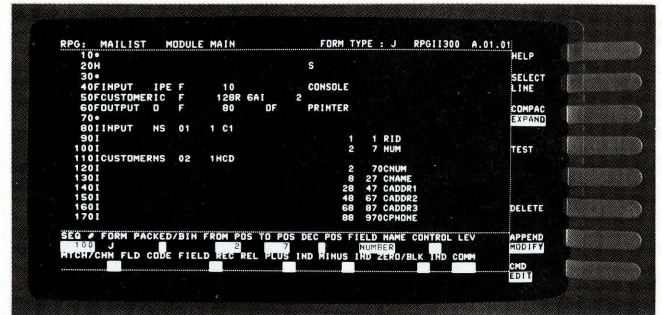 RPG: MAILIST MODULE MAIN FORM TYPE : J RPGII300 A.01.01
HELP
10*
20H S
30*
SELECT
40FINPUT IPE F 10 CONSOLE
LINE
50FCUSTOMERIC F 128R 6AI 2
60FOUTPUT O F 80 OF PRINTER
COMPAC
70*
EXPAND
80IINPUT NS 01 1 C1
90I 1 1 RID
100I 2 7 NUM
TEST
110ICUSTOMERNS 02 1HCD
120I 2 70CNUM
130I 8 27 CNAME
140I 28 47 CADDR1
150I 48 67 CADDR2
160I 68 87 CADDR3
DELETE
170I 88 970CPHONE
SEQ # FORM PACKED/BIN FROM POS TO POS DEC POS FIELD NAME CONTROL LEV
APPEND
100 J 2 7 NUMBER
MODIFY
MTCH/CHN FLD CODE FIELD REC REL PLUS IND MINUS IND ZERO/BLK IND COMM
CMD
EDIT